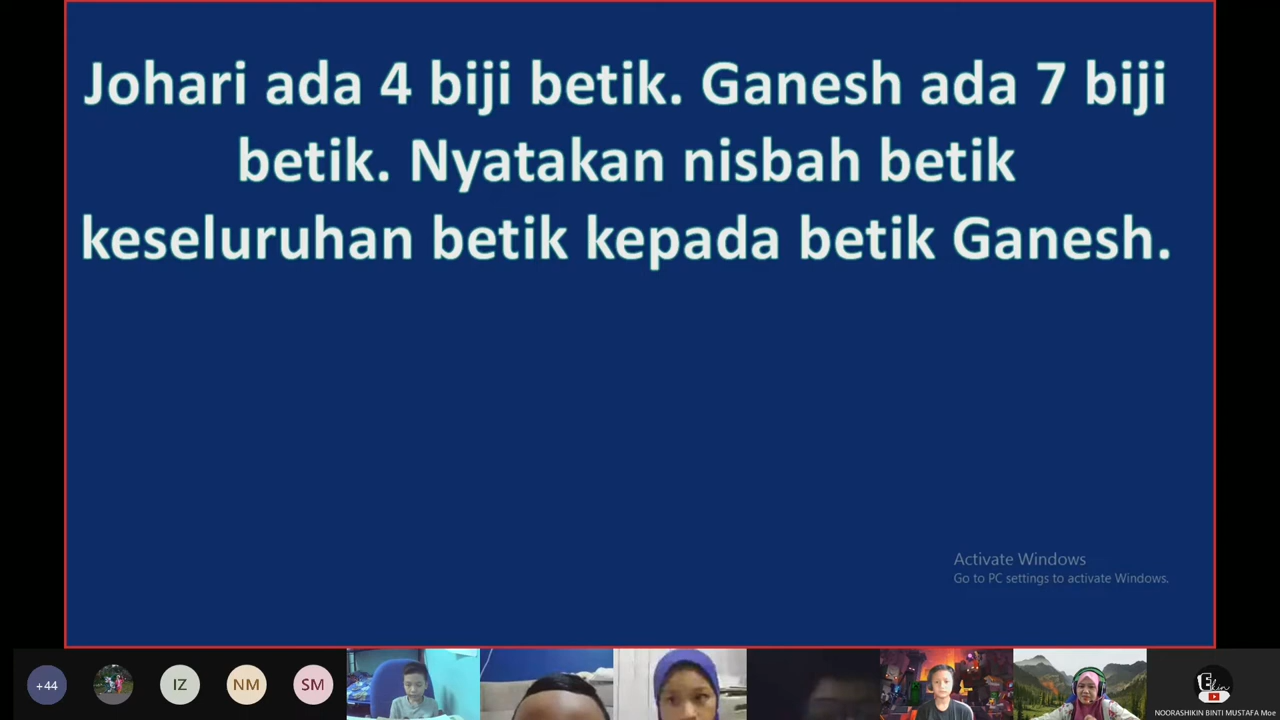 Johari ada 4 biji betik. Ganesh ada 7 biji
betik. Nyatakan nisbah betik
keseluruhan betik kepada betik Ganesh.
Activate Windows
Go to PC settings to activate Windows.
+44
IZ
NM
SM
Ekin
NOORASHIKIN BINTI MUSTAFA Moe